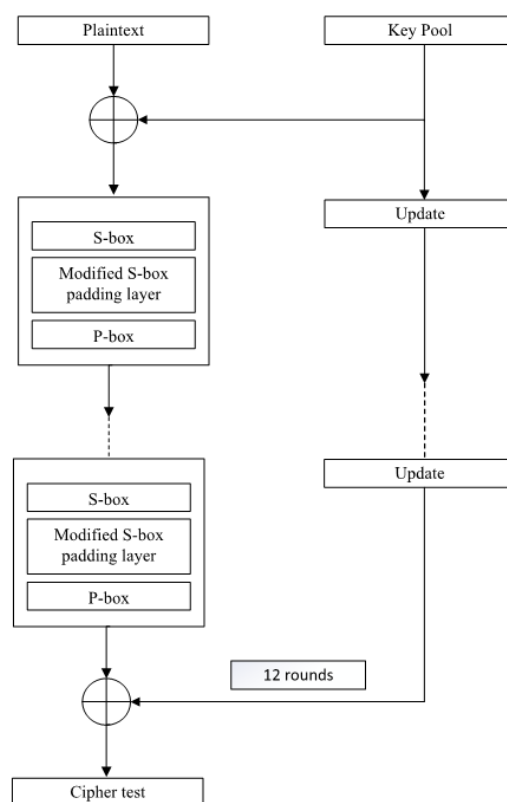 Plaintext
Key Pool
S-box
Update
Modified S-box
padding layer
P-box
Update
S-box
Modified S-box
padding layer
P-box
12 rounds
Cipher test